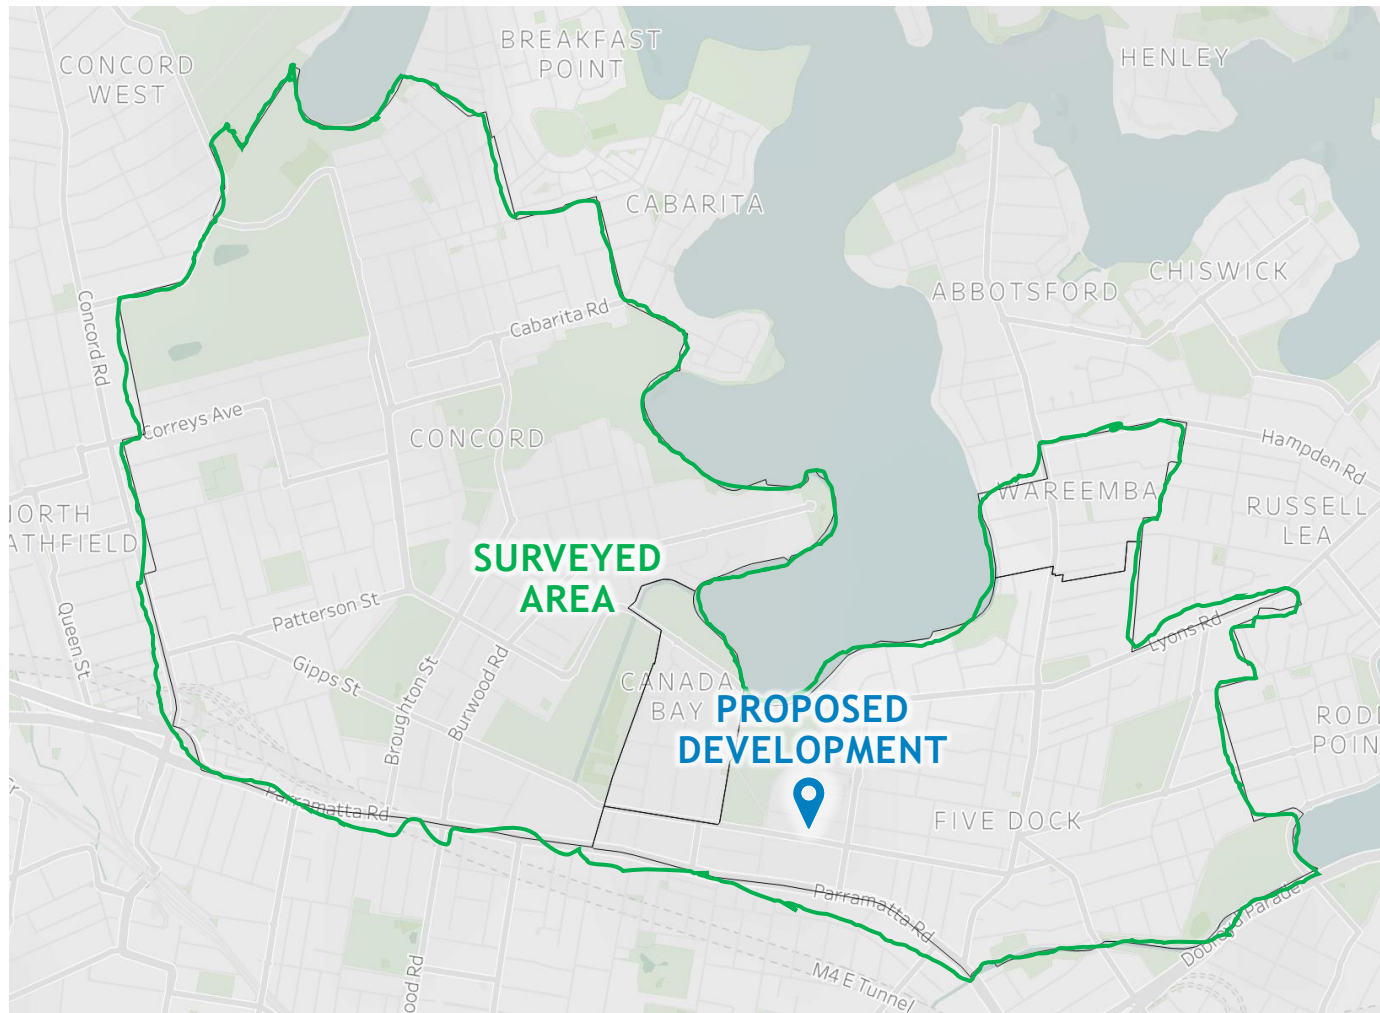 CONCORD
WEST
BREAKFAST
POINT
HENLEY
CABARITA
ABBOTSFORD
CHISWICK
Concord Rd
Cabarita Rd
Correys Ave
CONCORD
Hampden Rd
WAREEMBA
RUSSELL
LEA
SURVEYED
AREA
Queen St
Patterson St
Gipps St
Broughton St
Burwood Rd
Lyons Rd
CANADA
BAY
PROPOSED
DEVELOPMENT
Parramatta Rd
FIVE DOCK
Parramatta Rd
Dobroyd Parade
M4 E Tunnel